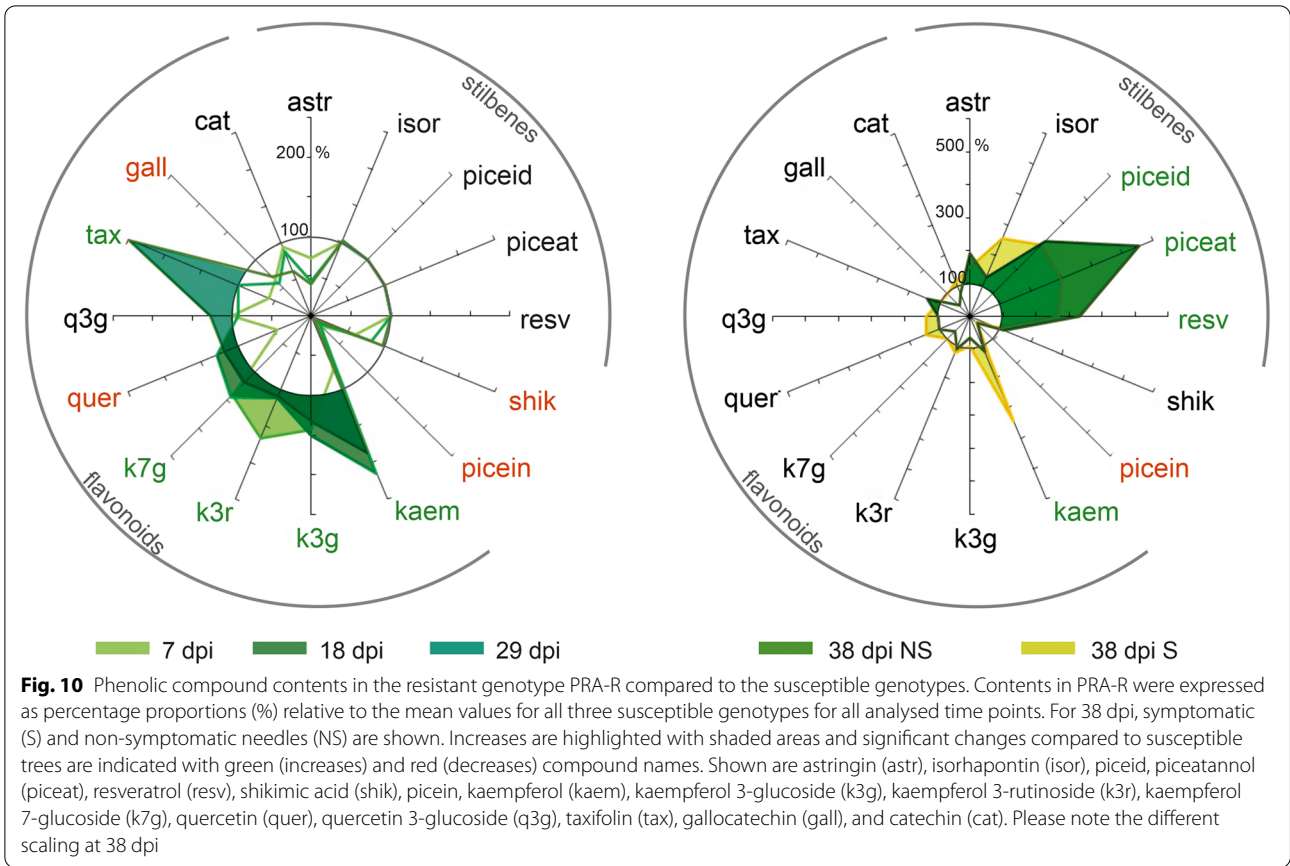 astr
isor
piceid
piceat
resv
shik
picein
kaem
k3g
k3r
k7g
quer
q3g
tax
gall
cat
200 %
100
stilbenes
flavonoids
7 dpi 18 dpi 29 dpi
astr
isor
piceid
piceat
resv
shik
picein
kaem
k3g
k3r
k7g
quer
q3g
tax
gall
cat
500 %
300
100
stilbenes
flavonoids
38 dpi NS 38 dpi S
Fig. 10 Phenolic compound contents in the resistant genotype PRA-R compared to the susceptible genotypes. Contents in PRA-R were expressed
as percentage proportions (%) relative to the mean values for all three susceptible genotypes for all analysed time points. For 38 dpi, symptomatic
(S) and non-symptomatic needles (NS) are shown. Increases are highlighted with shaded areas and significant changes compared to susceptible
trees are indicated with green (increases) and red (decreases) compound names. Shown are astringin (astr), isorhapontin (isor), piceid, piceatannol
(piceat), resveratrol (resv), shikimic acid (shik), picein, kaempferol (kaem), kaempferol 3-glucoside (k3g), kaempferol 3-rutinoside (k3r), kaempferol
7-glucoside (k7g), quercetin (quer), quercetin 3-glucoside (q3g), taxifolin (tax), gallocatechin (gall), and catechin (cat). Please note the different
scaling at 38 dpi